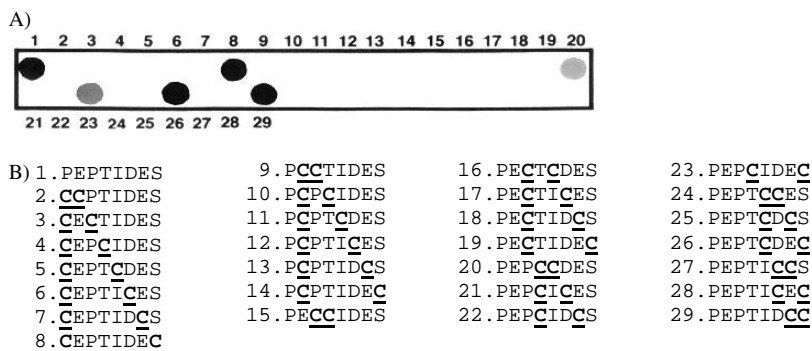 A)
1 2 3 4 5 6 7 8 9 10 11 12 13 14 15 16 17 18 19 20
21 22 23 24 25 26 27 28 29
B)
1.PEPTIDES
2.CCPTIDES
3.CECTIDES
4.CEPCIDES
5.CEPTCDES
6.CEPTICES
7.CEPTIDCS
8.CEPTIDEC
9.PCCTIDES
10.PCPCIDES
11.PCPTCDES
12.PCPTICES
13.PCPTIDCS
14.PCPTIDEC
15.PECCIDES
16.PECTCDES
17.PECTICES
18.PECTIDCS
19.PECTIDEC
20.PEPCCDES
21.PEPCICES
22.PEPCIDCS
23.PEPCIDEC
24.PEPTCCES
25.PEPTCDCS
26.PEPTCDEC
27.PEPTICCS
28.PEPTICEC
29.PEPTIDCC